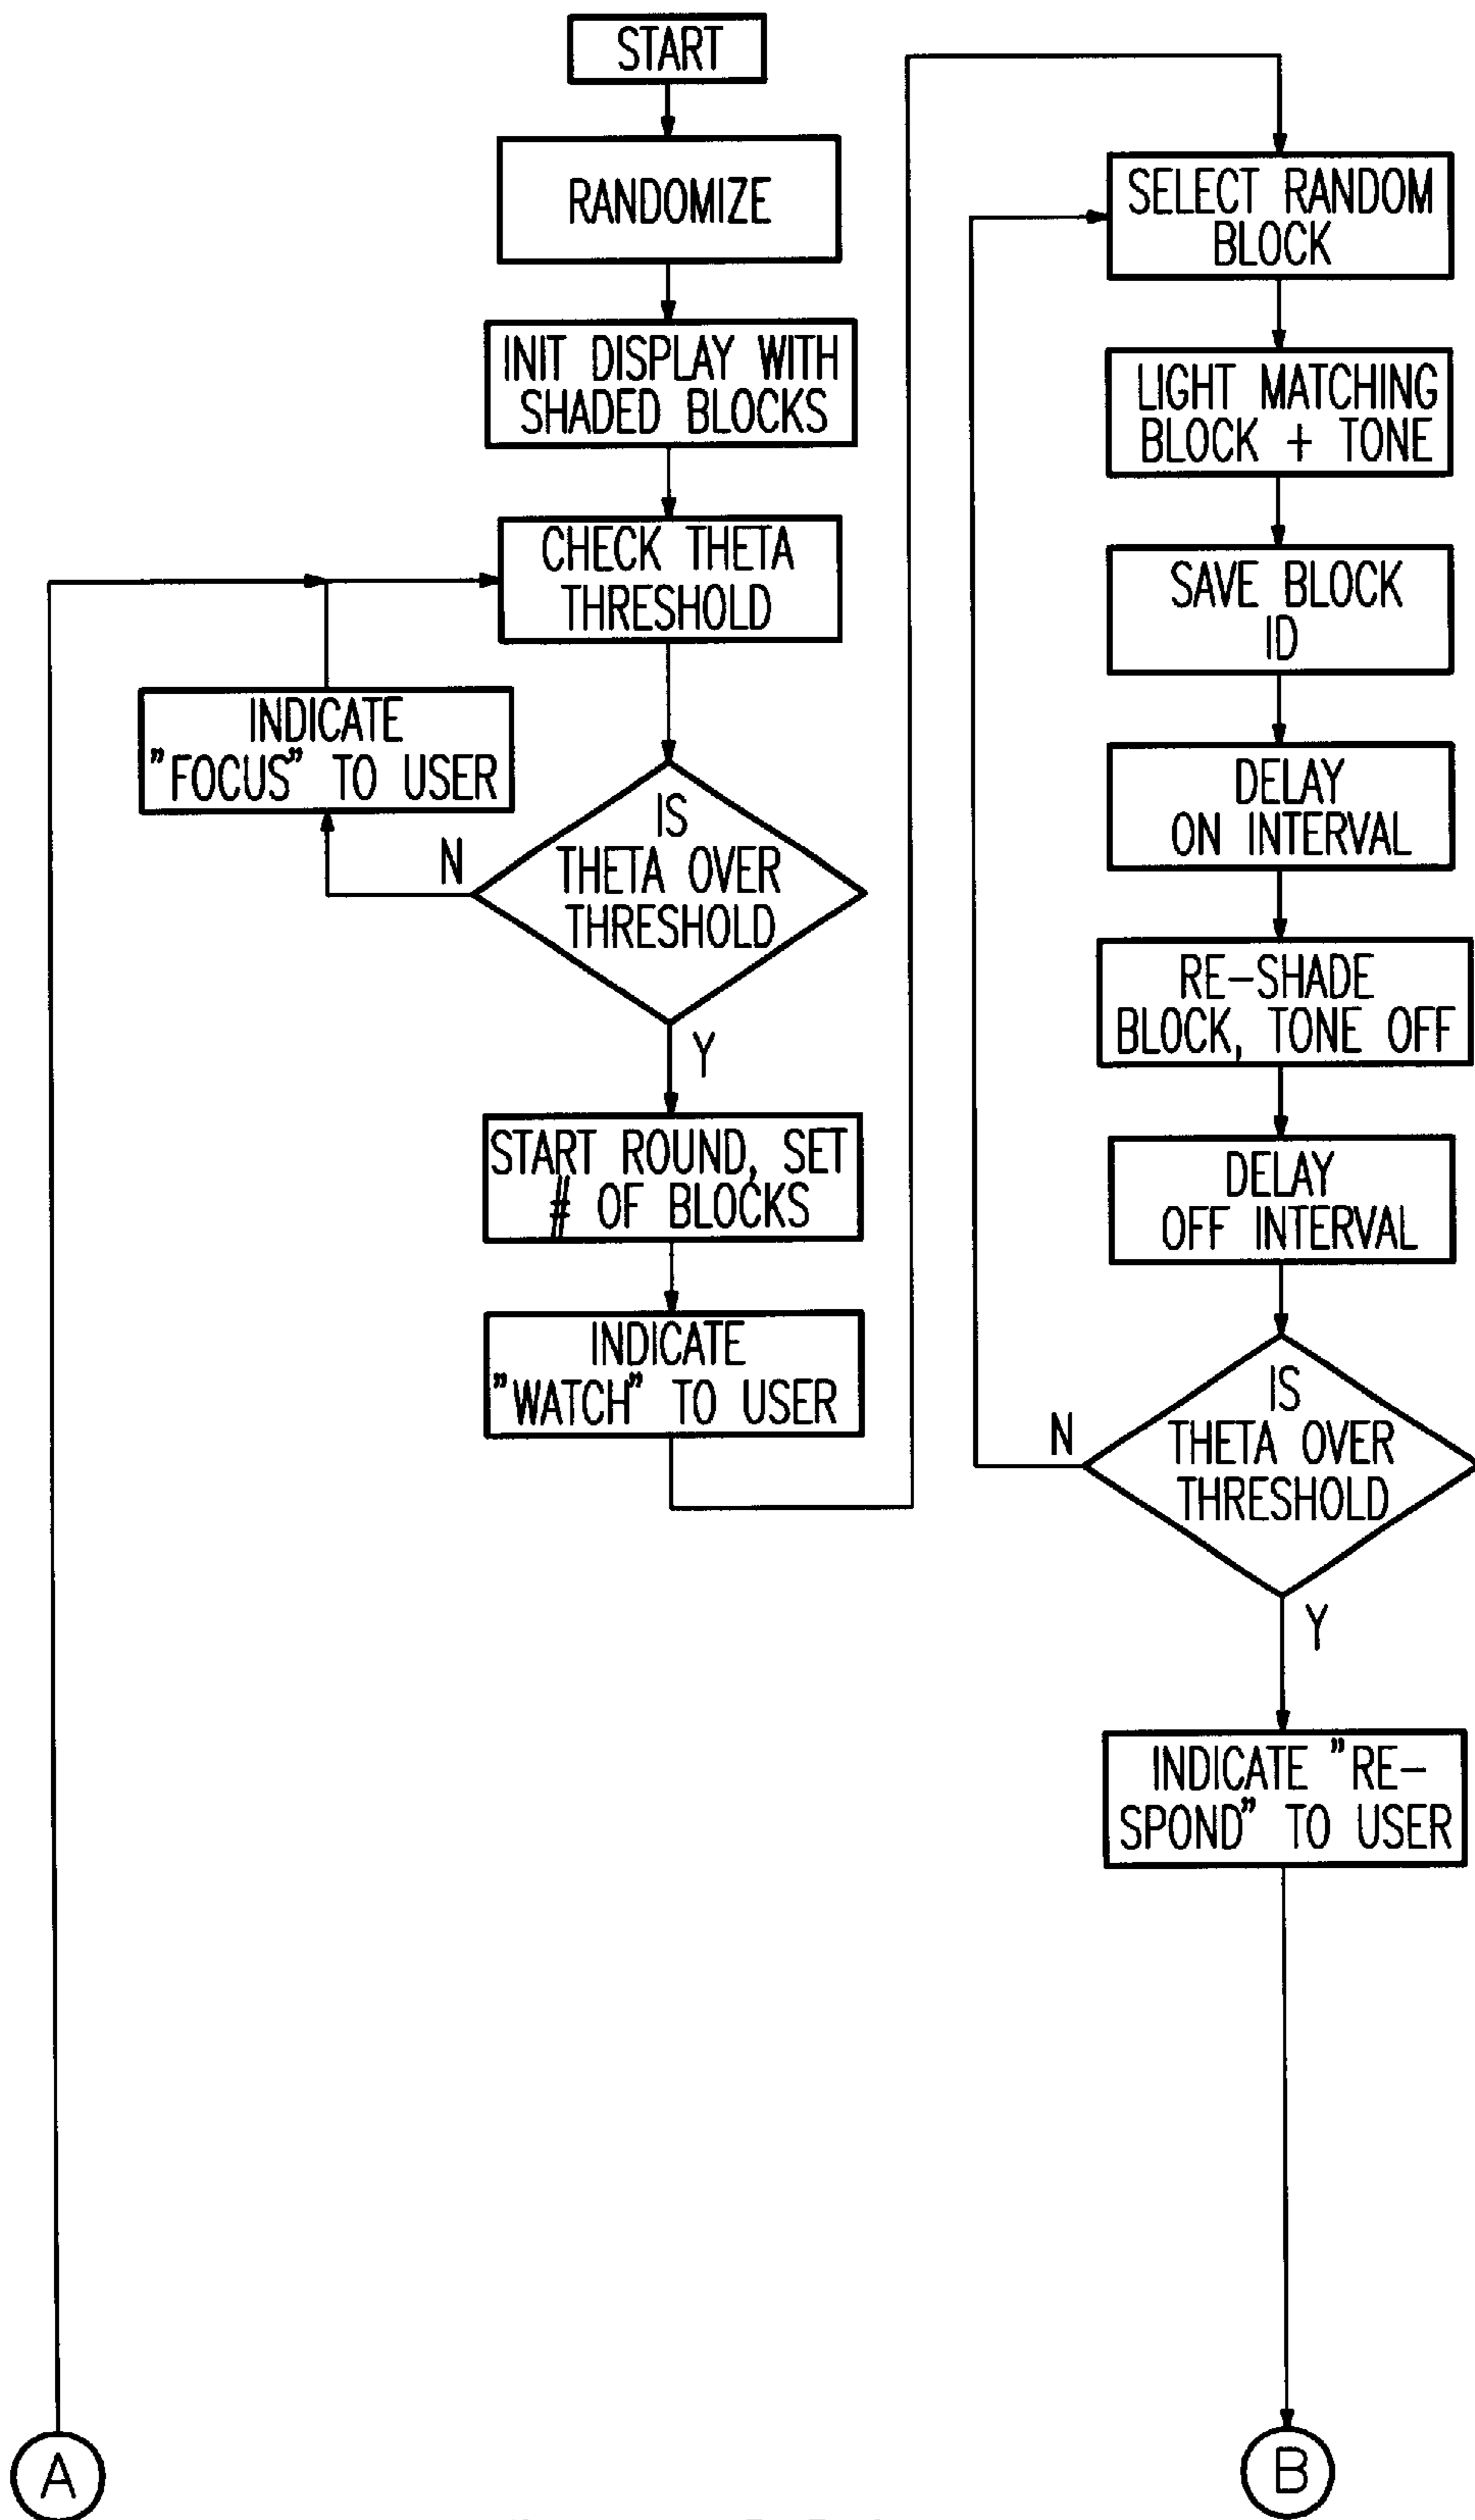 START
RANDOMIZE
INIT DISPLAY WITH
SHADED BLOCKS
CHECK THETA
THRESHOLD
INDICATE
"FOCUS" TO USER
N
IS
THETA OVER
THRESHOLD
Y
START ROUND, SET
# OF BLOCKS
INDICATE
"WATCH" TO USER
SELECT RANDOM
BLOCK
LIGHT MATCHING
BLOCK + TONE
SAVE BLOCK
ID
DELAY
ON INTERVAL
RE-SHADE
BLOCK, TONE OFF
DELAY
OFF INTERVAL
N
IS
THETA OVER
THRESHOLD
Y
INDICATE "RE-
SPOND" TO USER
A
B